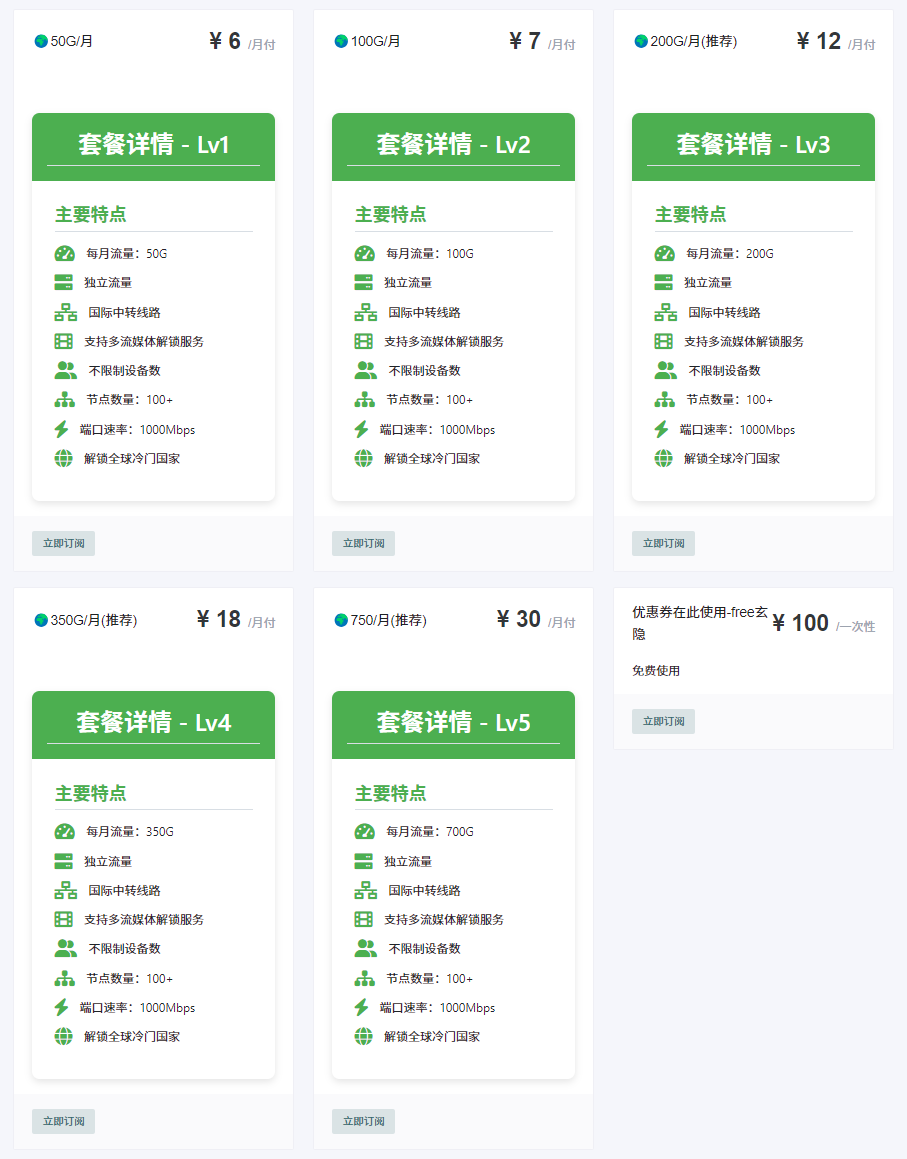 50G/月
¥ 6 /月付
套餐详情 - Lv1
主要特点
每月流量：50G
独立流量
国际中转线路
支持多流媒体解锁服务
不限制设备数
节点数量：100+
端口速率：1000Mbps
解锁全球冷门国家
立即订阅
100G/月
¥ 7 /月付
套餐详情 - Lv2
主要特点
每月流量：100G
独立流量
国际中转线路
支持多流媒体解锁服务
不限制设备数
节点数量：100+
端口速率：1000Mbps
解锁全球冷门国家
立即订阅
200G/月(推荐)
¥ 12 /月付
套餐详情 - Lv3
主要特点
每月流量：200G
独立流量
国际中转线路
支持多流媒体解锁服务
不限制设备数
节点数量：100+
端口速率：1000Mbps
解锁全球冷门国家
立即订阅
350G/月(推荐)
¥ 18 /月付
套餐详情 - Lv4
主要特点
每月流量：350G
独立流量
国际中转线路
支持多流媒体解锁服务
不限制设备数
节点数量：100+
端口速率：1000Mbps
解锁全球冷门国家
立即订阅
750/月(推荐)
¥ 30 /月付
套餐详情 - Lv5
主要特点
每月流量：700G
独立流量
国际中转线路
支持多流媒体解锁服务
不限制设备数
节点数量：100+
端口速率：1000Mbps
解锁全球冷门国家
立即订阅
优惠券在此使用-free玄
隐
¥ 100 /一次性
免费使用
立即订阅